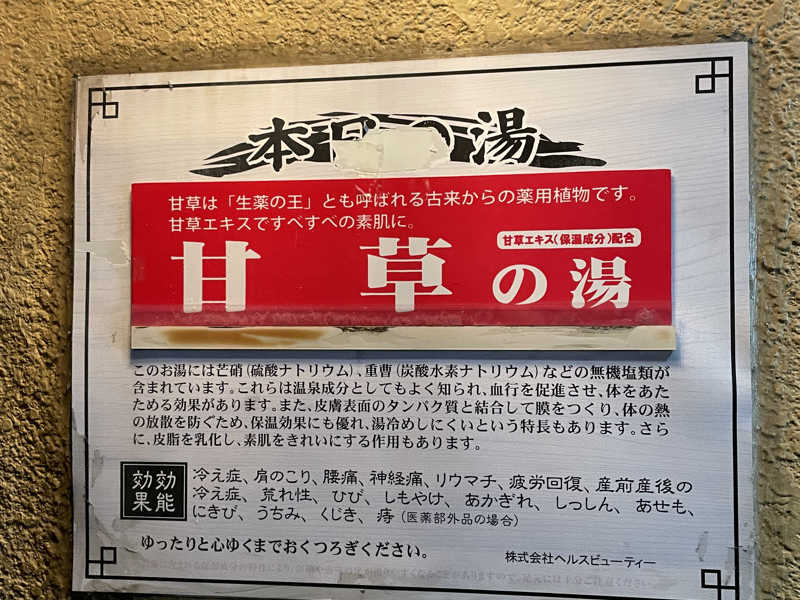 本日の湯
甘草は「生薬の王」とも呼ばれる古来からの薬用植物です。
甘草エキスですべすべの素肌に。
甘草エキス(保温成分)配合
甘草の湯
このお湯には芒硝(硫酸ナトリウム)、重曹(炭酸水素ナトリウム)などの無機塩類が
含まれています。これらは温泉成分としてもよく知られ、血行を促進させ、体をあた
ためる効果があります。また、皮膚表面のタンパク質と結合して膜をつくり、体の熱
の放散を防ぐため、保温効果にも優れ、湯冷めしにくいという特長もあります。さら
に、皮脂を乳化し、素肌をきれいにする作用もあります。
効能
効果
冷え症、肩のこり、腰痛、神経痛、リウマチ、疲労回復、産前産後の
冷え症、荒れ性、ひび、しもやけ、あかぎれ、しっしん、あせも、
にきび、うちみ、くじき、痔(医薬部外品の場合)
ゆったりと心ゆくまでおくつろぎください。
株式会社ヘルスビューティー